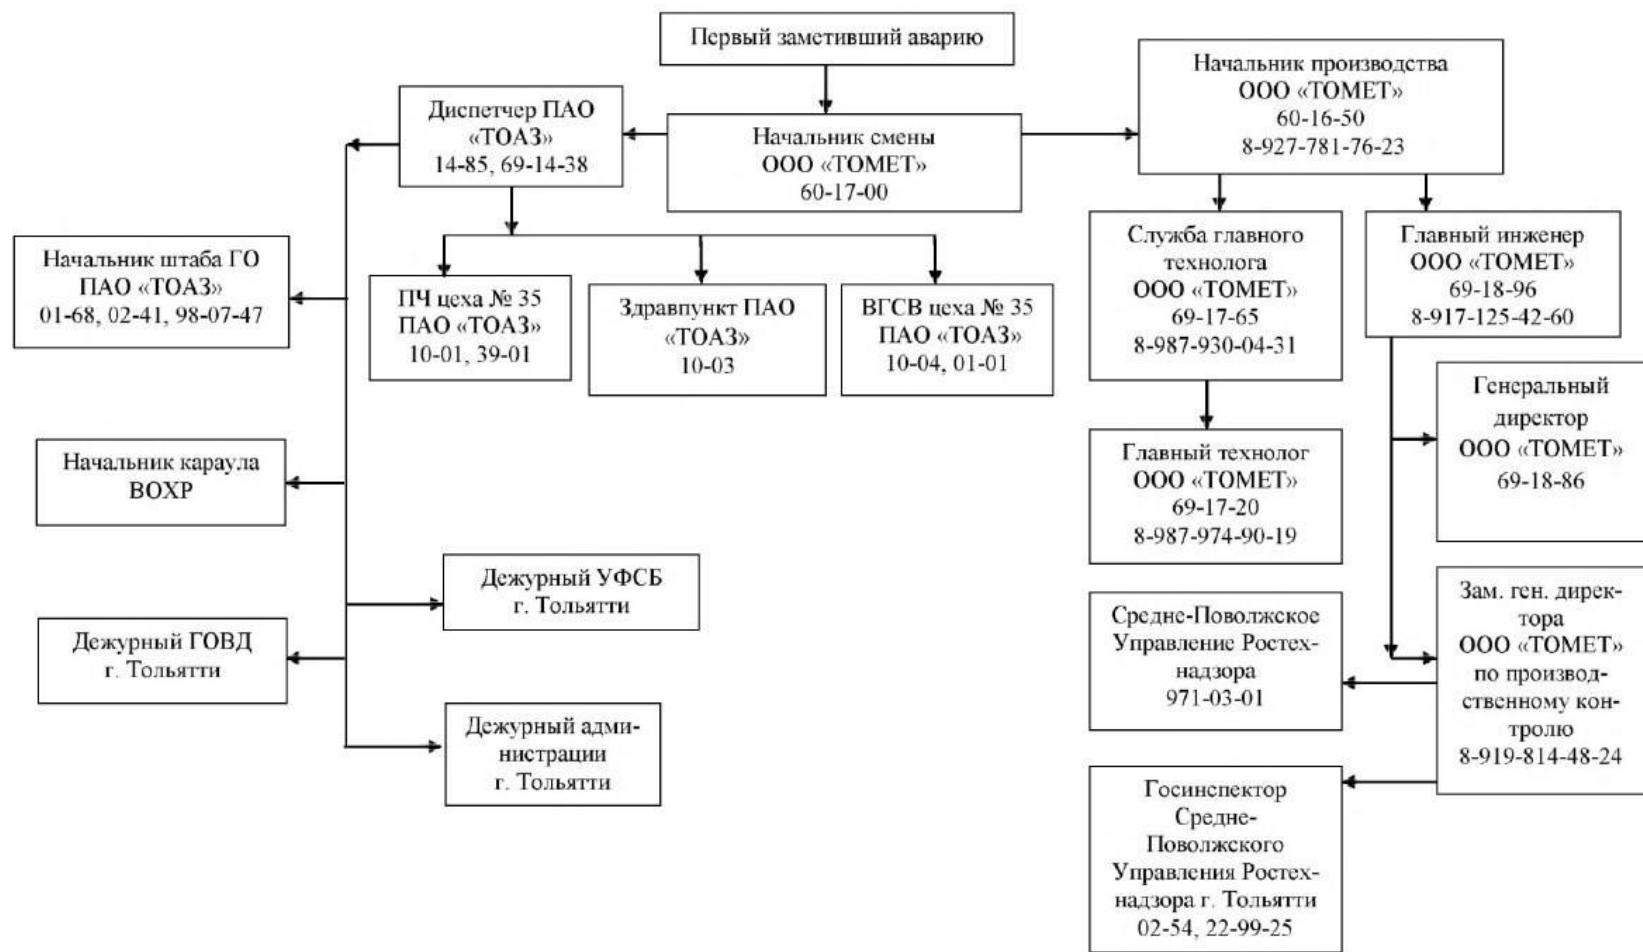 Первый заметивший аварию
Начальник производства
ООО «ТОМЕТ»
60-16-50
8-927-781-76-23
Диспетчер ПАО
«ТОАЗ»
14-85, 69-14-38
Начальник смены
ООО «ТОМЕТ»
60-17-00
Начальник штаба ГО
ПАО «ТОАЗ»
01-68, 02-41, 98-07-47
ПЧ цеха № 35
ПАО «ТОАЗ»
10-01, 39-01
Здравпункт ПАО
«ТОАЗ»
10-03
ВГСВ цеха № 35
ПАО «ТОАЗ»
10-04, 01-01
Служба главного
технолога
ООО «ТОМЕТ»
69-17-65
8-987-930-04-31
Главный инженер
ООО «ТОМЕТ»
69-18-96
8-917-125-42-60
Генеральный
директор
ООО «ТОМЕТ»
69-18-86
Начальник караула
ВОХР
Главный технолог
ООО «ТОМЕТ»
69-17-20
8-987-974-90-19
Дежурный УФСБ
г. Тольятти
Дежурный ГОВД
г. Тольятти
Средне-Поволжское
Управление Ростех-
надзора
971-03-01
Зам. ген. дирек-
тора
ООО «ТОМЕТ»
по производ-
ственному кон-
тролю
8-919-814-48-24
Дежурный адми-
нистрации
г. Тольятти
Госинспектор
Средне-
Поволжского
Управления Ростех-
надзора г. Тольятти
02-54, 22-99-25